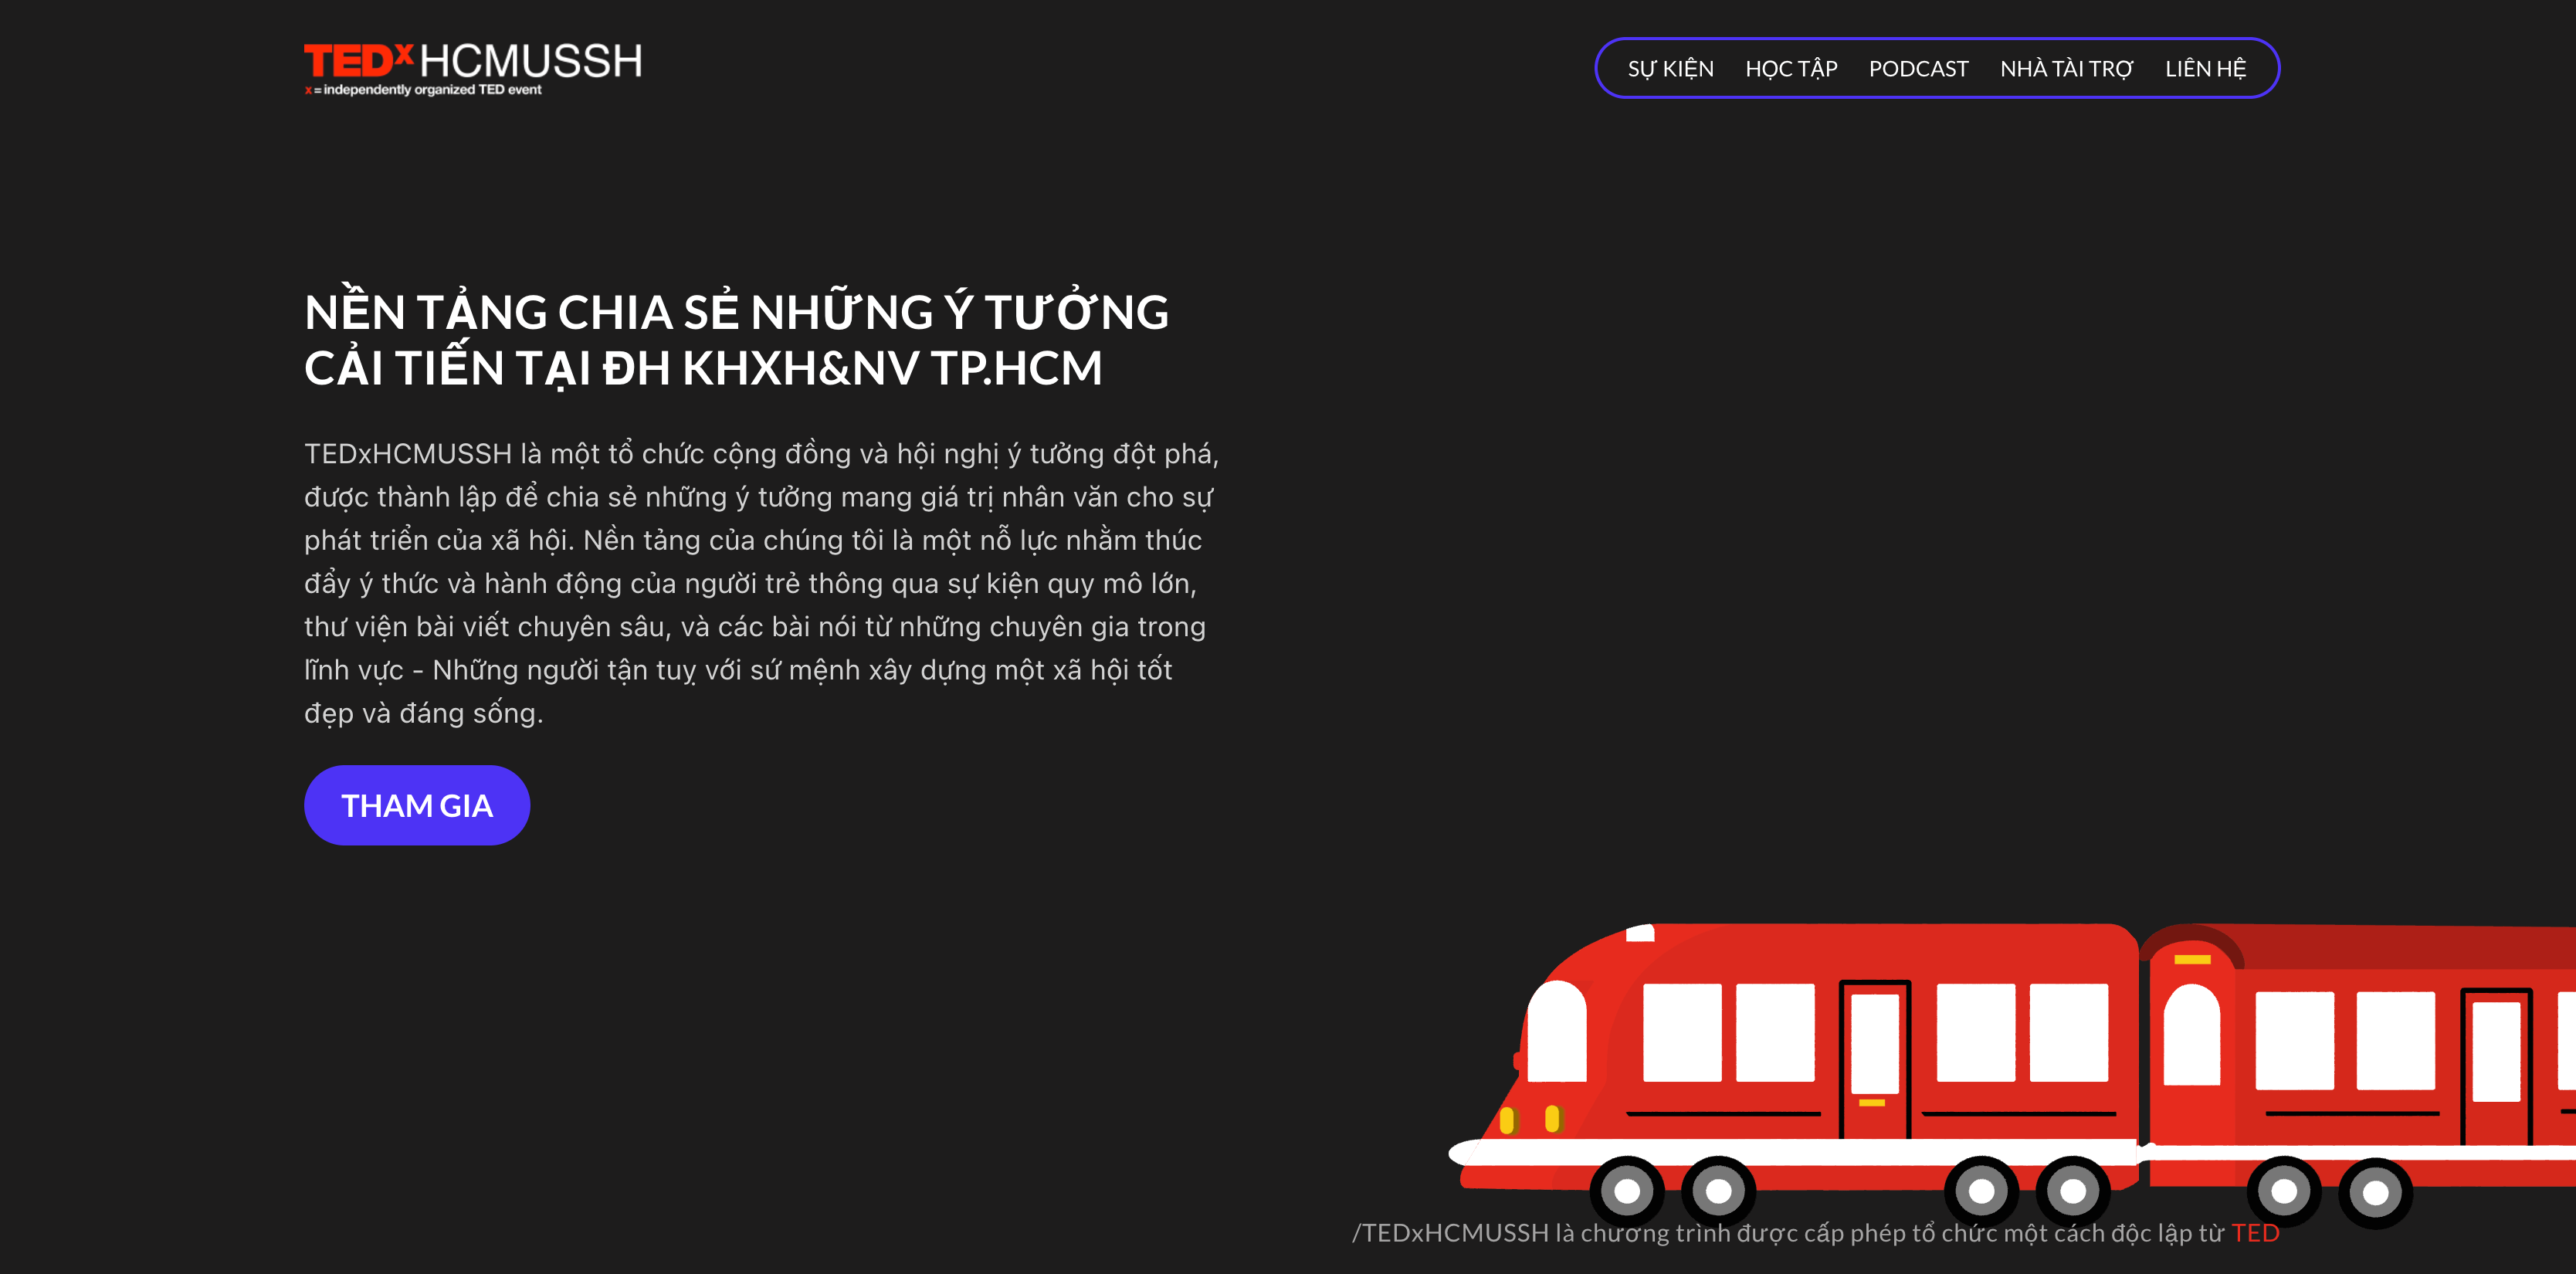 TEDx HCMUSSH
x = independently organized TED event
SỰ KIỆN HỌC TẬP PODCAST NHÀ TÀI TRỢ LIÊN HỆ
NỀN TẢNG CHIA SẺ NHỮNG Ý TƯỞNG
CẢI TIẾN TẠI ĐH KHXH&NV TP.HCM
TEDxHCMUSSH là một tổ chức cộng đồng và hội nghị ý tưởng đột phá,
được thành lập để chia sẻ những ý tưởng mang giá trị nhân văn cho sự
phát triển của xã hội. Nền tảng của chúng tôi là một nỗ lực nhằm thúc
đẩy ý thức và hành động của người trẻ thông qua sự kiện quy mô lớn,
thư viện bài viết chuyên sâu, và các bài nói từ những chuyên gia trong
lĩnh vực - Những người tận tuỵ với sứ mệnh xây dựng một xã hội tốt
đẹp và đáng sống.
THAM GIA
/TEDxHCMUSSH là chương trình được cấp phép tổ chức một cách độc lập từ TED